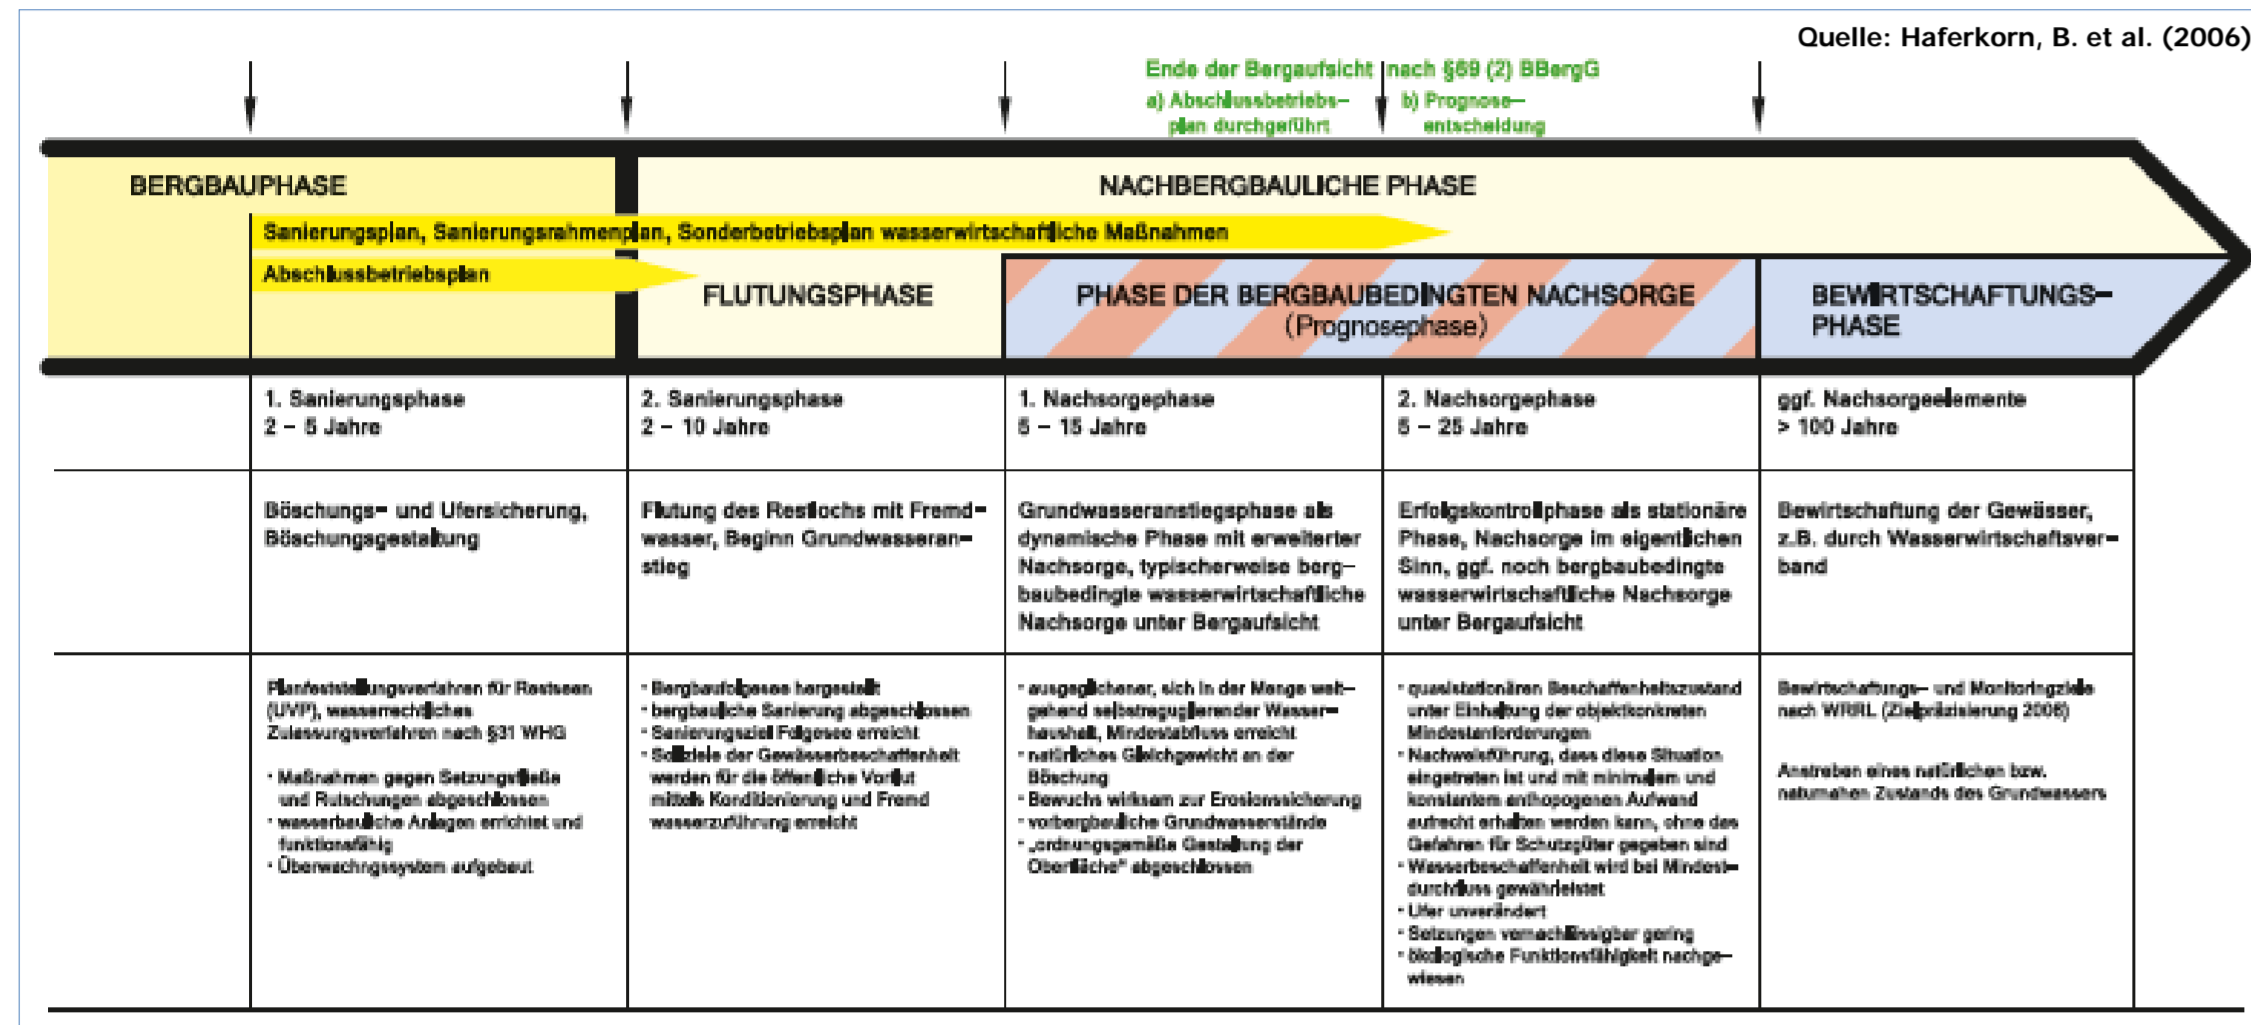 Quelle: Haferkorn, B. et al. (2006)
Ende der Bergaufsicht nach §69 (2) BBergG
a) Abschlussbetriebs–
plan durchgeführt
b) Prognose–
entscheidung
BERGBAUPHASE
NACHBERGBAULICHE PHASE
Sanierungsplan, Sanierungsrahmenplan, Sonderbetriebsplan wasserwirtschaftliche Maßnahmen
Abschlussbetriebsplan
FLUTUNGSPHASE
PHASE DER BERGBAUBEDINGTEN NACHSORGE
(Prognosephase)
BEWIRTSCHAFTUNGS–
PHASE
1. Sanierungsphase
2 – 5 Jahre
2. Sanierungsphase
2 – 10 Jahre
1. Nachsorgephase
5 – 15 Jahre
2. Nachsorgephase
5 – 25 Jahre
ggf. Nachsorgeelemente
> 100 Jahre
Böschungs– und Ufersicherung,
Böschungsgestaltung
Flutung des Restlochs mit Fremd–
wasser, Beginn Grundwasseran–
stieg
Grundwasseranstiegsphase als
dynamische Phase mit erweiterter
Nachsorge, typischerweise berg–
baubedingte wasserwirtschaftliche
Nachsorge unter Bergaufsicht
Erfolgskontrollphase als stationäre
Phase, Nachsorge im eigentlichen
Sinn, ggf. noch bergbaubedingte
wasserwirtschaftliche Nachsorge
unter Bergaufsicht
Bewirtschaftung der Gewässer,
z.B. durch Wasserwirtschaftsver–
band
Planfeststellungsverfahren für Restseen
(UVP), wasserrechtliches
Zulassungsverfahren nach §31 WHG
• Maßnahmen gegen Setzungsfließe
und Rutschungen abgeschlossen
• wasserbauliche Anlagen errichtet und
funktionsfähig
• Überwachngssystem aufgebaut
• Bergbaufolgesee hergestellt
• bergbauliche Sanierung abgeschlossen
• Sanierungsziel Folgesee erreicht
• Sollziele der Gewässerbeschaffenheit
werden für die öffentliche Vorflut
mittels Konditionierung und Fremd
wasserzuführung erreicht
• ausgeglichener, sich in der Menge weit–
gehend selbstreguglierender Wasser–
haushalt, Mindestabfluss erreicht
• natürliches Gleichgewicht an der
Böschung
• Bewuchs wirksam zur Erosionssicherung
• vorbergbauliche Grundwasserstände
• „ordnungsgemäße Gestaltung der
Oberfläche“ abgeschlossen
• quasistationären Beschaffenheitszustand
unter Einhaltung der objektkonkreten
Mindestanforderungen
• Nachweisführung, dass diese Situation
eingetreten ist und mit minimalem und
konstantem anthopogenen Aufwand
aufrecht erhalten werden kann, ohne das
Gefahren für Schutzgüter gegeben sind
• Wasserbeschaffenheit wird bei Mindest–
durchfluss gewährleistet
• Ufer unverändert
• Setzungen vernachlässigbar gering
• ökologische Funktionsfähigkeit nachge–
wiesen
Bewirtschaftungs– und Monitoringziele
nach WRRL (Zielpräzisierung 2006)
Anstreben eines natürlichen bzw.
naturnahen Zustands des Grundwassers